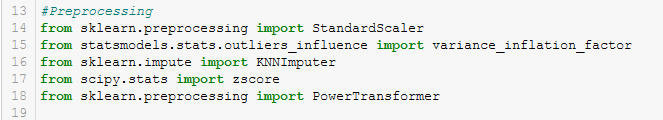 13 #Preprocessing
14 from sklearn.preprocessing import StandardScaler
15 from statsmodels.stats.outliers_influence import variance_inflation_factor
16 from sklearn.impute import KNNImputer
17 from scipy.stats import zscore
18 from sklearn.preprocessing import PowerTransformer
19